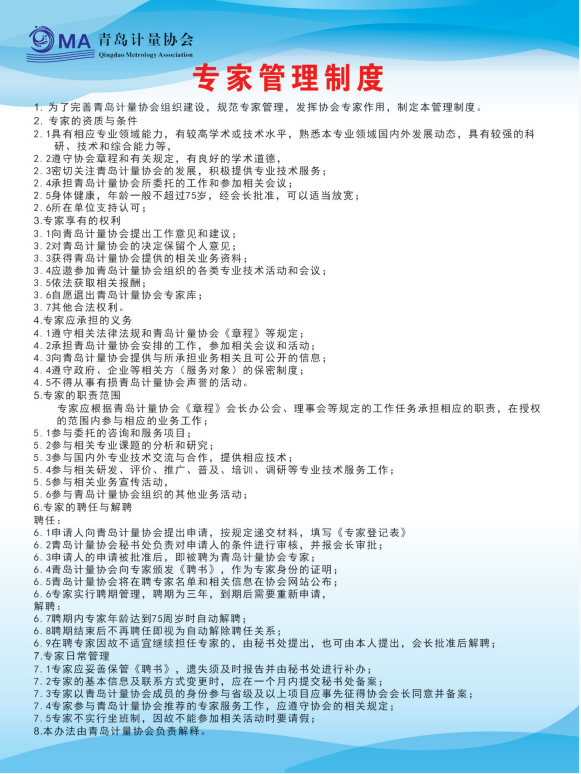 QMA 青岛计量协会
Qingdao Metrology Association
专家管理制度
1. 为了完善青岛计量协会组织建设，规范专家管理，发挥协会专家作用，制定本管理制度。
2. 专家的资质与条件
2.1具有相应专业领域能力，有较高学术或技术水平，熟悉本专业领域国内外发展动态，具有较强的科
研、技术和综合能力等，
2.2遵守协会章程和有关规定，有良好的学术道德，
2.3密切关注青岛计量协会的发展，积极提供专业技术服务；
2.4承担青岛计量协会所委托的工作和参加相关会议；
2.5身体健康，年龄一般不超过75岁，经会长批准，可以适当放宽；
2.6所在单位支持认可；
3.专家享有的权利
3.1向青岛计量协会提出工作意见和建议；
3.2对青岛计量协会的决定保留个人意见；
3.3获得青岛计量协会提供的相关业务资料；
3.4应邀参加青岛计量协会组织的各类专业技术活动和会议；
3.5依法获取相关报酬；
3.6自愿退出青岛计量协会专家库；
3.7其他合法权利。
4.专家应承担的义务
4.1遵守相关法律法规和青岛计量协会《章程》等规定；
4.2承担青岛计量协会安排的工作，参加相关会议和活动；
4.3向青岛计量协会提供与所承担业务相关且可公开的信息；
4.4遵守政府、企业等相关方（服务对象）的保密制度；
4.5不得从事有损青岛计量协会声誉的活动。
5.专家的职责范围
专家应根据青岛计量协会《章程》会长办公会、理事会等规定的工作任务承担相应的职责，在授权
的范围内参与相应的业务工作；
5.1参与委托的咨询和服务项目；
5.2参与相关专业课题的分析和研究；
5.3参与国内外专业技术交流与合作，提供相应技术；
5.4参与相关研发、评价、推广、普及、培训、调研等专业技术服务工作；
5.5参与相关业务宣传活动，
5.6参与青岛计量协会组织的其他业务活动；
6.专家的聘任与解聘
聘任：
6.1申请人向青岛计量协会提出申请，按规定递交材料，填写《专家登记表》
6.2青岛计量协会秘书处负责对申请人的条件进行审核，并报会长审批；
6.3申请人的申请被批准后，即被聘为青岛计量协会专家；
6.4青岛计量协会向专家颁发《聘书》，作为专家身份的证明；
6.5青岛计量协会将在聘专家名单和相关信息在协会网站公布；
6.6专家实行聘期管理，聘期为三年，到期后需要重新申请，
解聘：
6.7聘期内专家年龄达到75周岁时自动解聘；
6.8聘期结束后不再聘任即视为自动解除聘任关系；
6.9在聘专家因故不适宜继续担任专家的，由秘书处提出，也可由本人提出，会长批准后解聘；
7.专家日常管理
7.1专家应妥善保管《聘书》，遗失须及时报告并由秘书处进行补办；
7.2专家的基本信息及联系方式变更时，应在一个月内提交秘书处备案；
7.3专家以青岛计量协会成员的身份参与省级及以上项目应事先征得协会会长同意并备案；
7.4专家参与青岛计量协会推荐的专家服务工作，应遵守协会的相关规定；
7.5专家不实行坐班制，因故不能参加相关活动时要请假；
8.本办法由青岛计量协会负责解释。